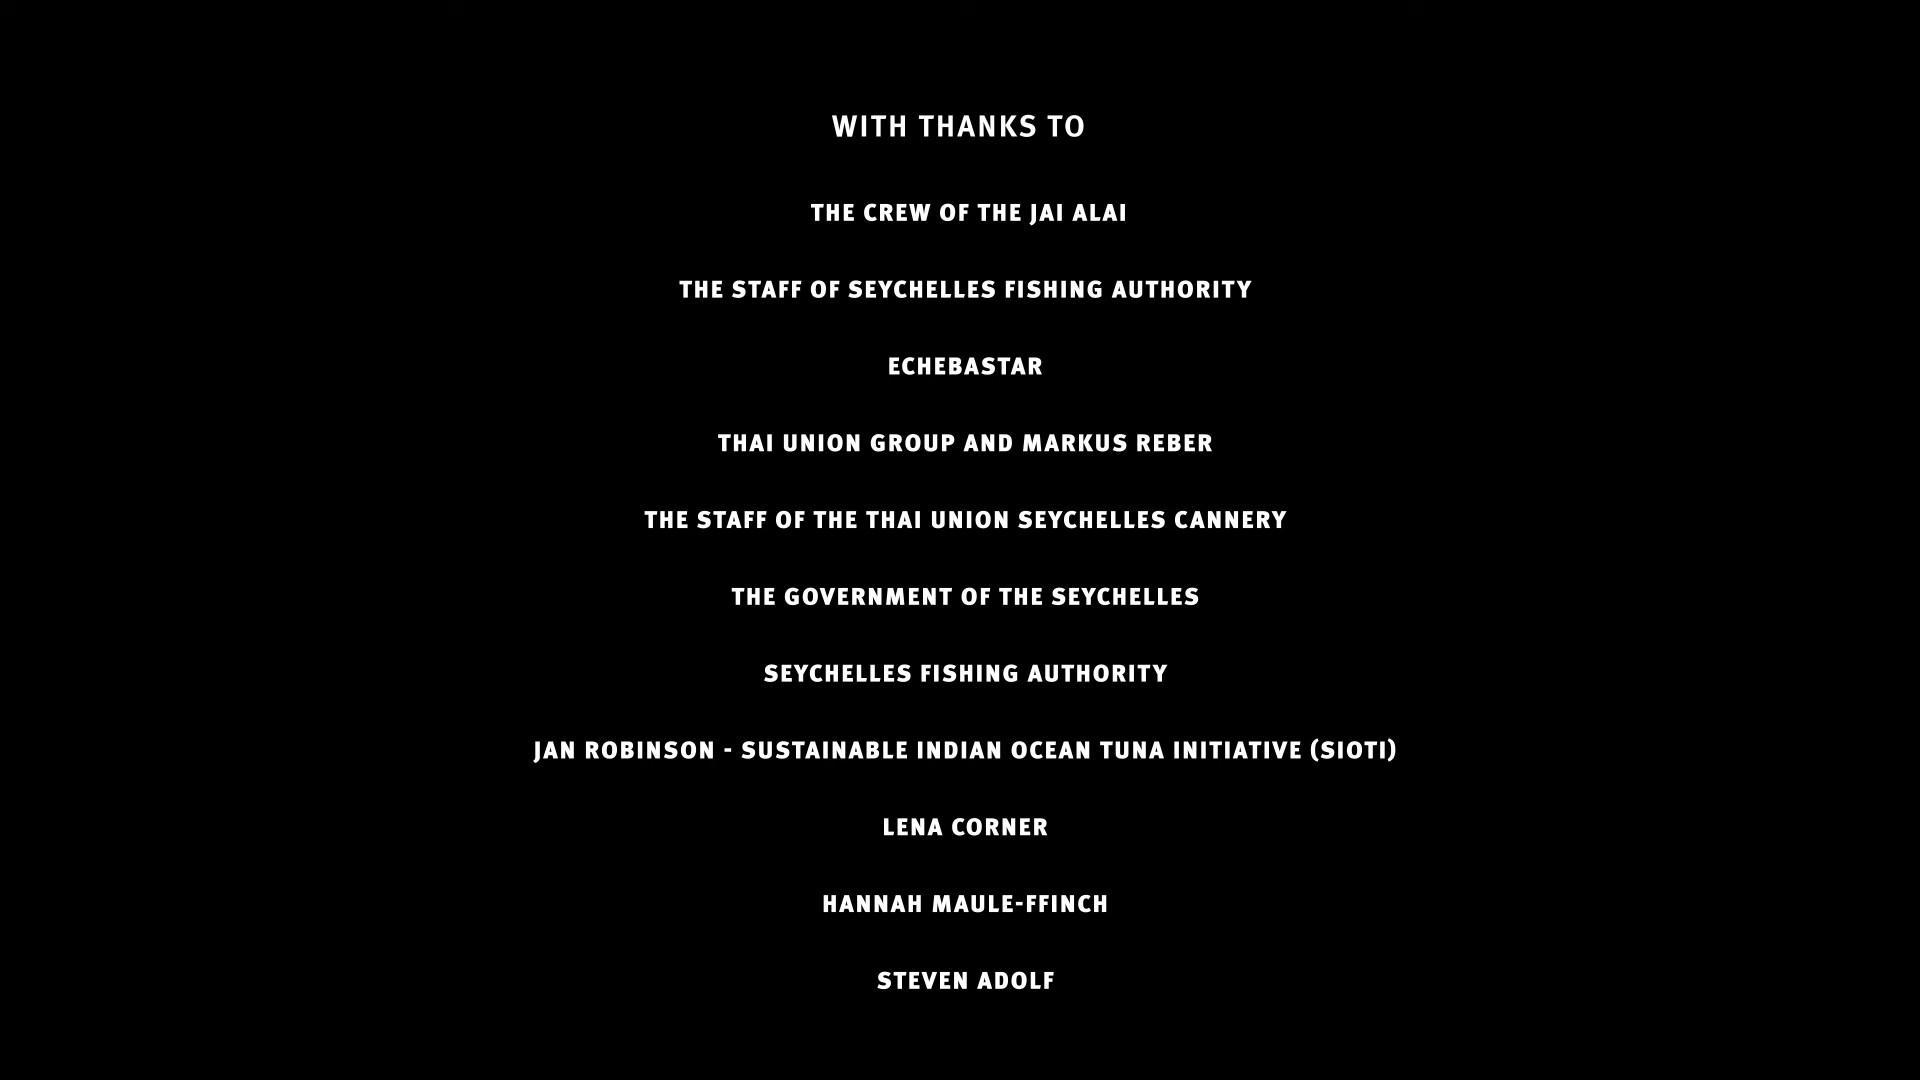 WITH THANKS TO
THE CREW OF THE JAI ALAI
THE STAFF OF SEYCHELLES FISHING AUTHORITY
ECHEBASTAR
THAI UNION GROUP AND MARKUS REBER
THE STAFF OF THE THAI UNION SEYCHELLES CANNERY
THE GOVERNMENT OF THE SEYCHELLES
SEYCHELLES FISHING AUTHORITY
JAN ROBINSON - SUSTAINABLE INDIAN OCEAN TUNA INITIATIVE (SIOTI)
LENA CORNER
HANNAH MAULE-FFINCH
STEVEN ADOLF